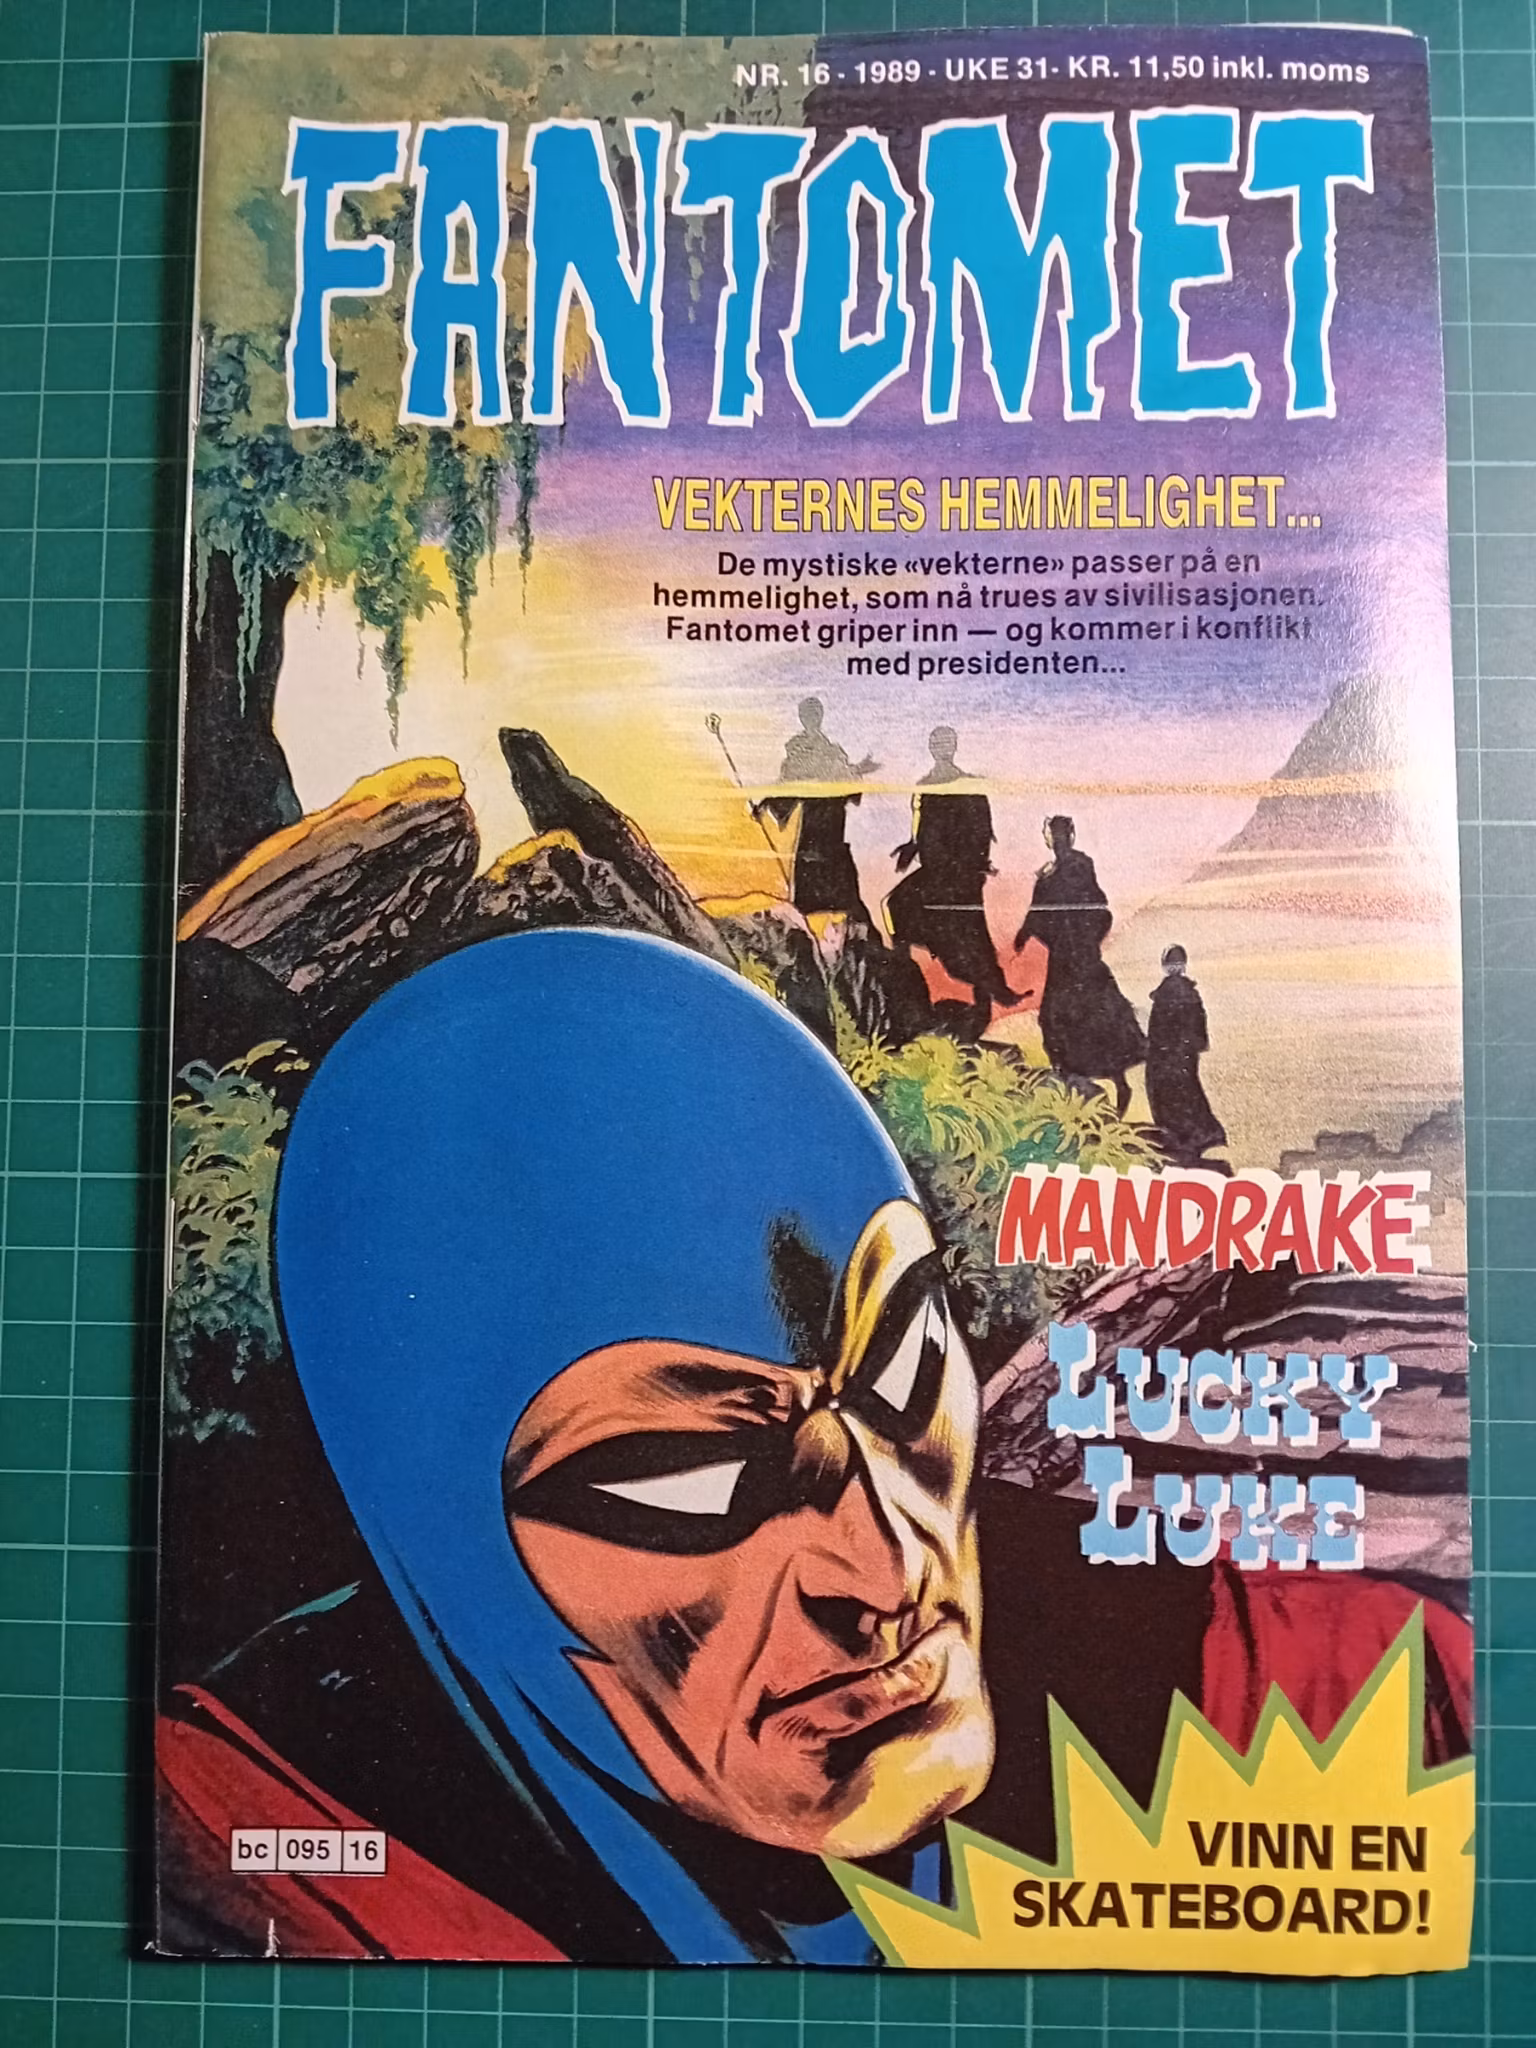 NR. 16 - 1989 - UKE 31- KR. 11,50 inkl. moms
FANTOMET
VEKTERNES HEMMELIGHET...
De mystiske «vekterne» passer på en
hemmelighet, som nå trues av sivilisasjonen.
Fantomet griper inn — og kommer i konflikt
med presidenten...
MANDRAKE
LUCKY
LUKE
VINN EN
SKATEBOARD!
bc 095 16